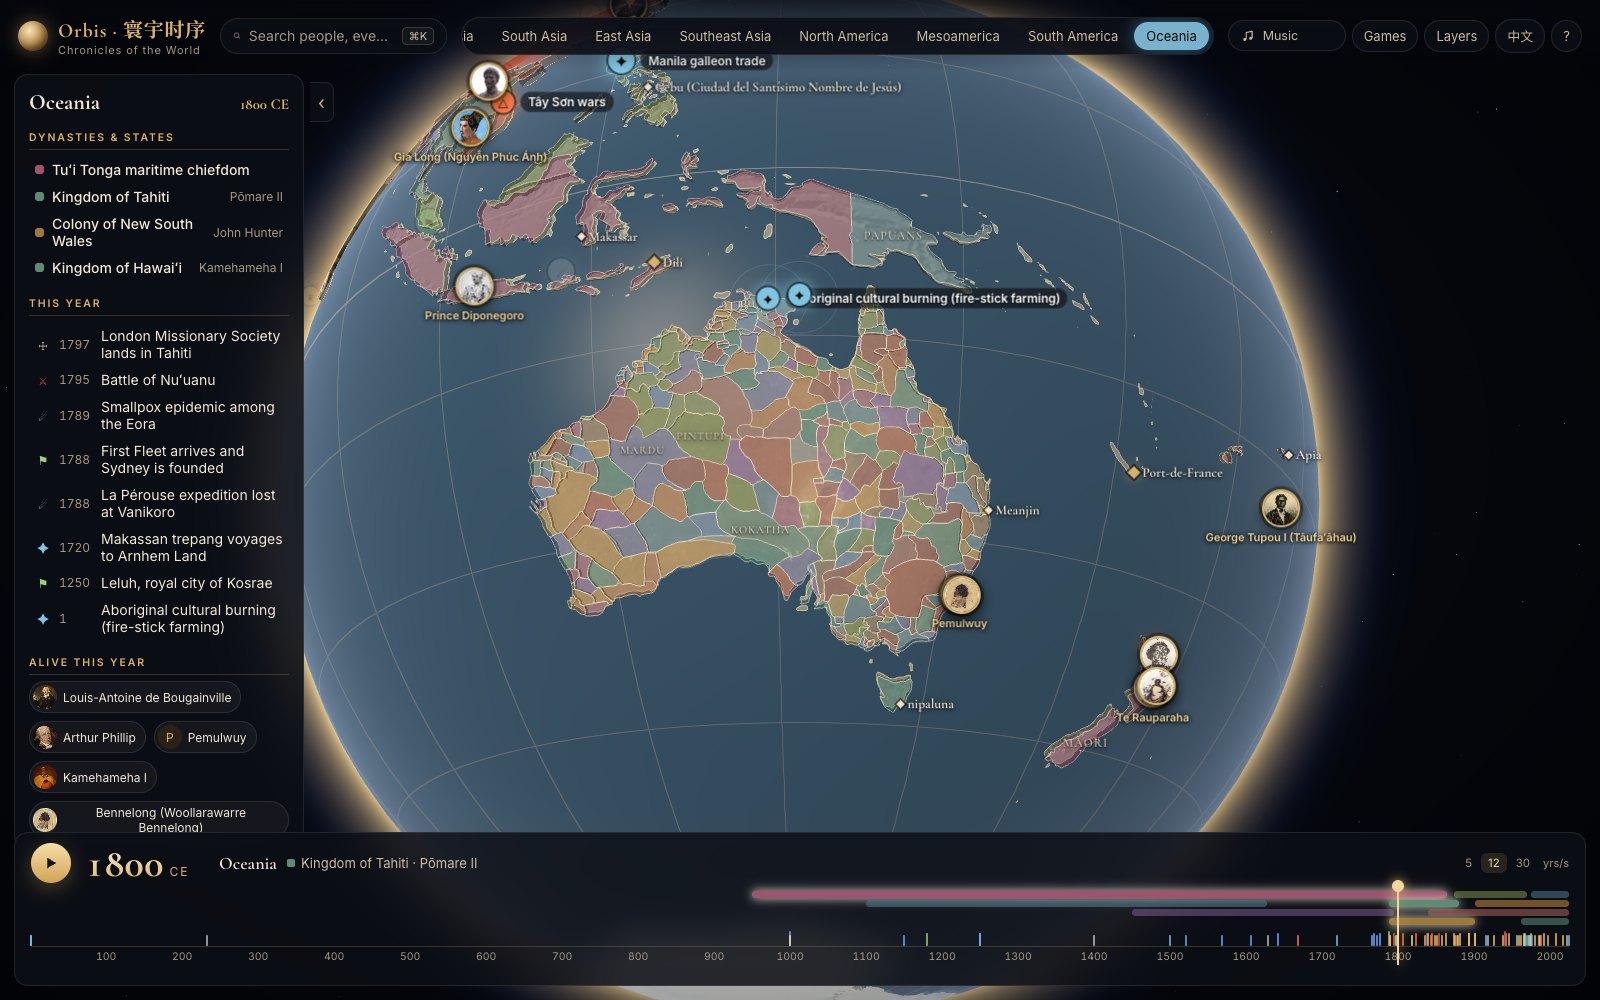 Orbis · 寰宇时序
Chronicles of the World
Search people, eve...
⌘K
ia
South Asia
East Asia
Southeast Asia
North America
Mesoamerica
South America
Oceania
Music
Games
Layers
中文
?
Oceania
1800 CE
DYNASTIES & STATES
Tuʻi Tonga maritime chiefdom
Kingdom of Tahiti
Pōmare II
Colony of New South
Wales
John Hunter
Kingdom of Hawaiʻi
Kamehameha I
THIS YEAR
1797
London Missionary Society
lands in Tahiti
1795
Battle of Nuʻuanu
1789
Smallpox epidemic among
the Eora
1788
First Fleet arrives and
Sydney is founded
1788
La Pérouse expedition lost
at Vanikoro
1720
Makassan trepang voyages
to Arnhem Land
1250
Leluh, royal city of Kosrae
1
Aboriginal cultural burning
(fire-stick farming)
ALIVE THIS YEAR
Louis-Antoine de Bougainville
Arthur Phillip
P
Pemulwuy
Kamehameha I
Bennelong (Woollarawarre
Bennelong)
Manila galleon trade
ebu (Ciudad del Santísimo Nombre de Jesús)
Tây Sơn wars
Gia Long (Nguyễn Phúc Ánh)
Makassar
Dili
PAPUANS
Prince Diponegoro
original cultural burning (fire-stick farming)
PINTUPI
MARDU
KOKATHA
Meanjin
Port-de-France
Apia
George Tupou I (Tāufaʻāhau)
Pemulwuy
nipaluna
Te Rauparaha
MAORI
1800 CE
Oceania
Kingdom of Tahiti · Pōmare II
5
12
30
yrs/s
100
200
300
400
500
600
700
800
900
1000
1100
1200
1300
1400
1500
1600
1700
1800
1900
2000